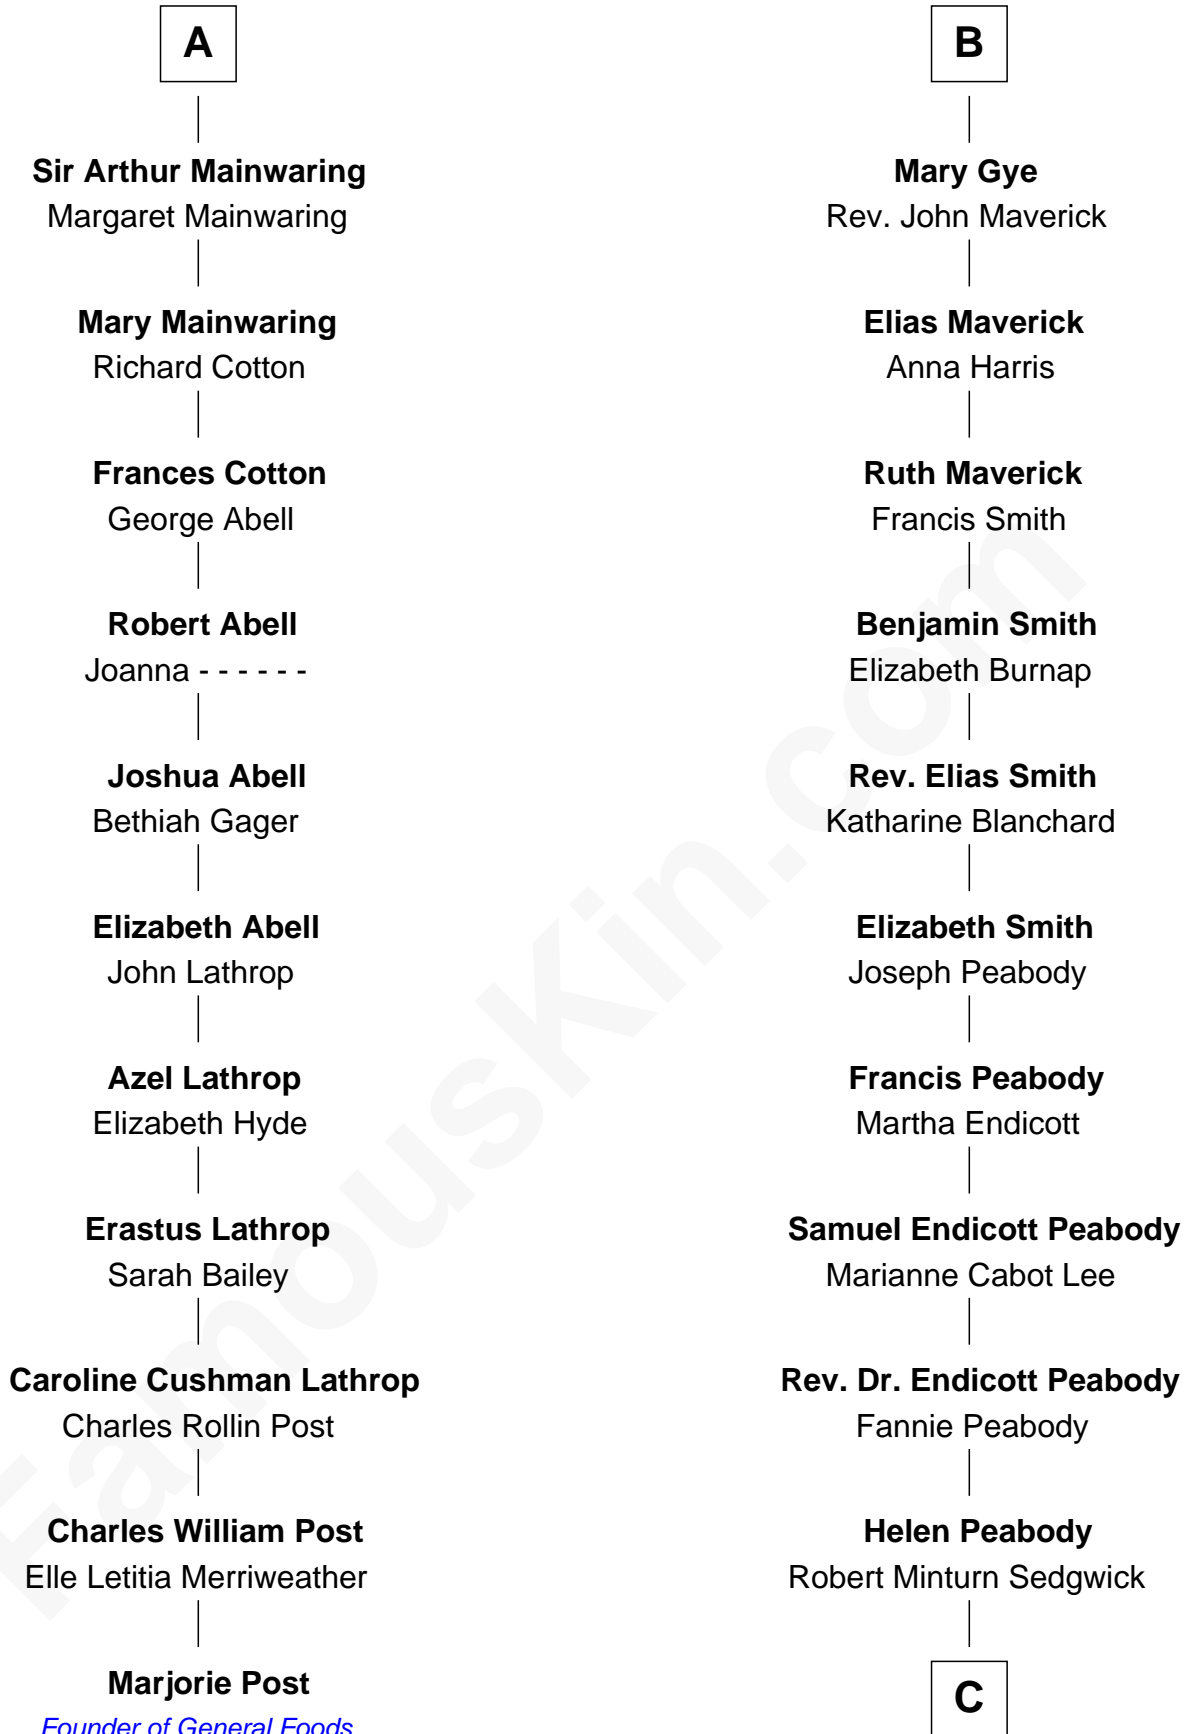 A
Sir Arthur Mainwaring
Margaret Mainwaring
Mary Mainwaring
Richard Cotton
Frances Cotton
George Abell
Robert Abell
Joanna - - - - - -
Joshua Abell
Bethiah Gager
Elizabeth Abell
John Lathrop
Azel Lathrop
Elizabeth Hyde
Erastus Lathrop
Sarah Bailey
Caroline Cushman Lathrop
Charles Rollin Post
Charles William Post
Elle Letitia Merriweather
Marjorie Post
Founder of General Foods
B
Mary Gye
Rev. John Maverick
Elias Maverick
Anna Harris
Ruth Maverick
Francis Smith
Benjamin Smith
Elizabeth Burnap
Rev. Elias Smith
Katharine Blanchard
Elizabeth Smith
Joseph Peabody
Francis Peabody
Martha Endicott
Samuel Endicott Peabody
Marianne Cabot Lee
Rev. Dr. Endicott Peabody
Fannie Peabody
Helen Peabody
Robert Minturn Sedgwick
C
FamousKin.com